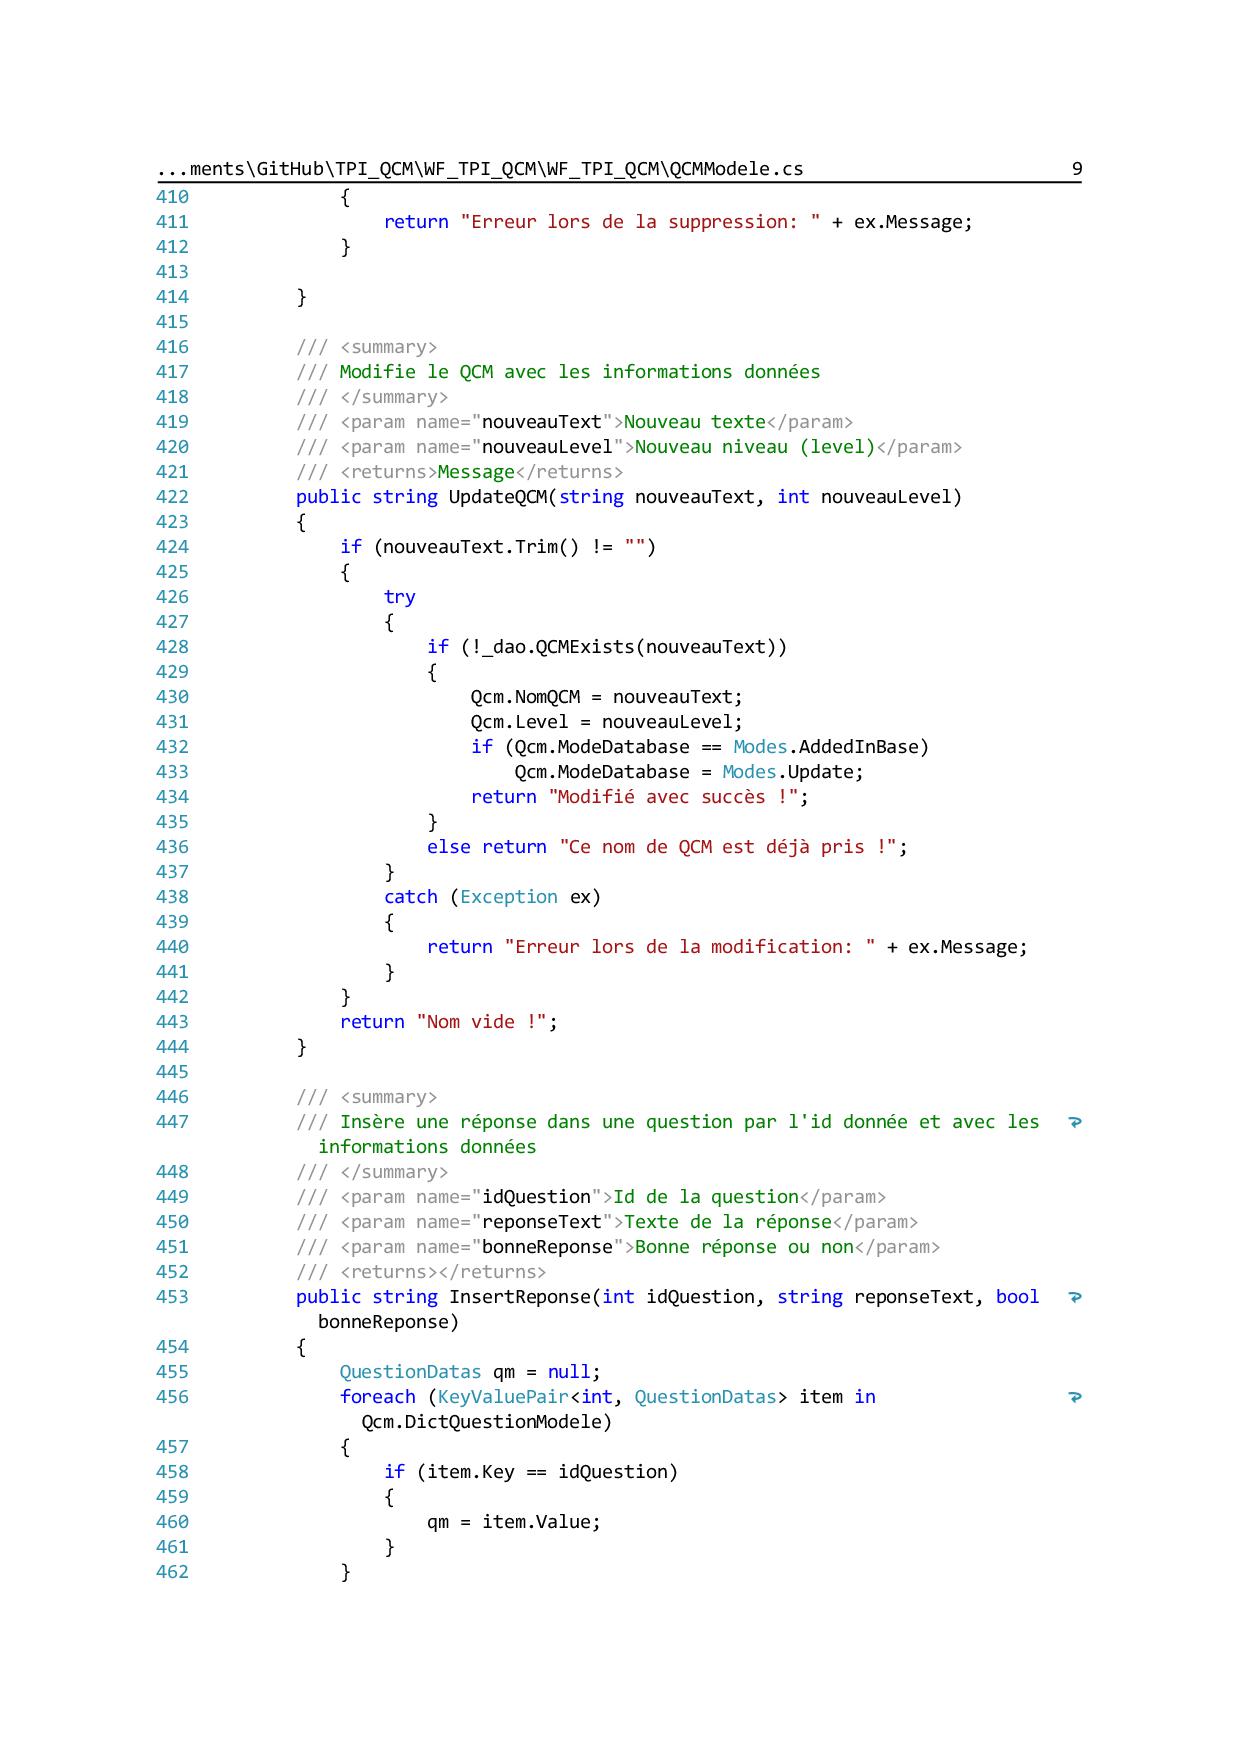 ...ments\GitHub\TPI_QCM\WF_TPI_QCM\WF_TPI_QCM\QCMModele.cs 9
410 {
411 return "Erreur lors de la suppression: " + ex.Message;
412 }
413
414 }
415
416 /// <summary>
417 /// Modifie le QCM avec les informations données
418 /// </summary>
419 /// <param name="nouveauText">Nouveau texte</param>
420 /// <param name="nouveauLevel">Nouveau niveau (level)</param>
421 /// <returns>Message</returns>
422 public string UpdateQCM(string nouveauText, int nouveauLevel)
423 {
424 if (nouveauText.Trim() != "")
425 {
426 try
427 {
428 if (!_dao.QCMExists(nouveauText))
429 {
430 Qcm.NomQCM = nouveauText;
431 Qcm.Level = nouveauLevel;
432 if (Qcm.ModeDatabase == Modes.AddedInBase)
433 Qcm.ModeDatabase = Modes.Update;
434 return "Modifié avec succès !";
435 }
436 else return "Ce nom de QCM est déjà pris !";
437 }
438 catch (Exception ex)
439 {
440 return "Erreur lors de la modification: " + ex.Message;
441 }
442 }
443 return "Nom vide !";
444 }
445
446 /// <summary>
447 /// Insère une réponse dans une question par l'id donnée et avec les
informations données
448 /// </summary>
449 /// <param name="idQuestion">Id de la question</param>
450 /// <param name="reponseText">Texte de la réponse</param>
451 /// <param name="bonneReponse">Bonne réponse ou non</param>
452 /// <returns></returns>
453 public string InsertReponse(int idQuestion, string reponseText, bool
bonneReponse)
454 {
455 QuestionDatas qm = null;
456 foreach (KeyValuePair<int, QuestionDatas> item in
Qcm.DictQuestionModele)
457 {
458 if (item.Key == idQuestion)
459 {
460 qm = item.Value;
461 }
462 }